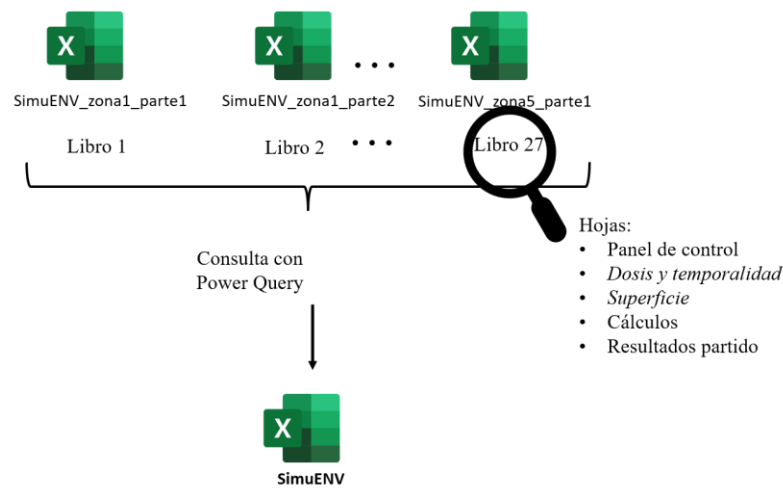 X
X
...
X
SimuENV_zona1_parte1
SimuENV_zona1_parte2
SimuENV_zona5_parte1
Libro 1
Libro 2
...
Libro 27
Hojas:
• Panel de control
• Dosis y temporalidad
• Superficie
• Cálculos
• Resultados partido
Consulta con
Power Query
X
SimuENV